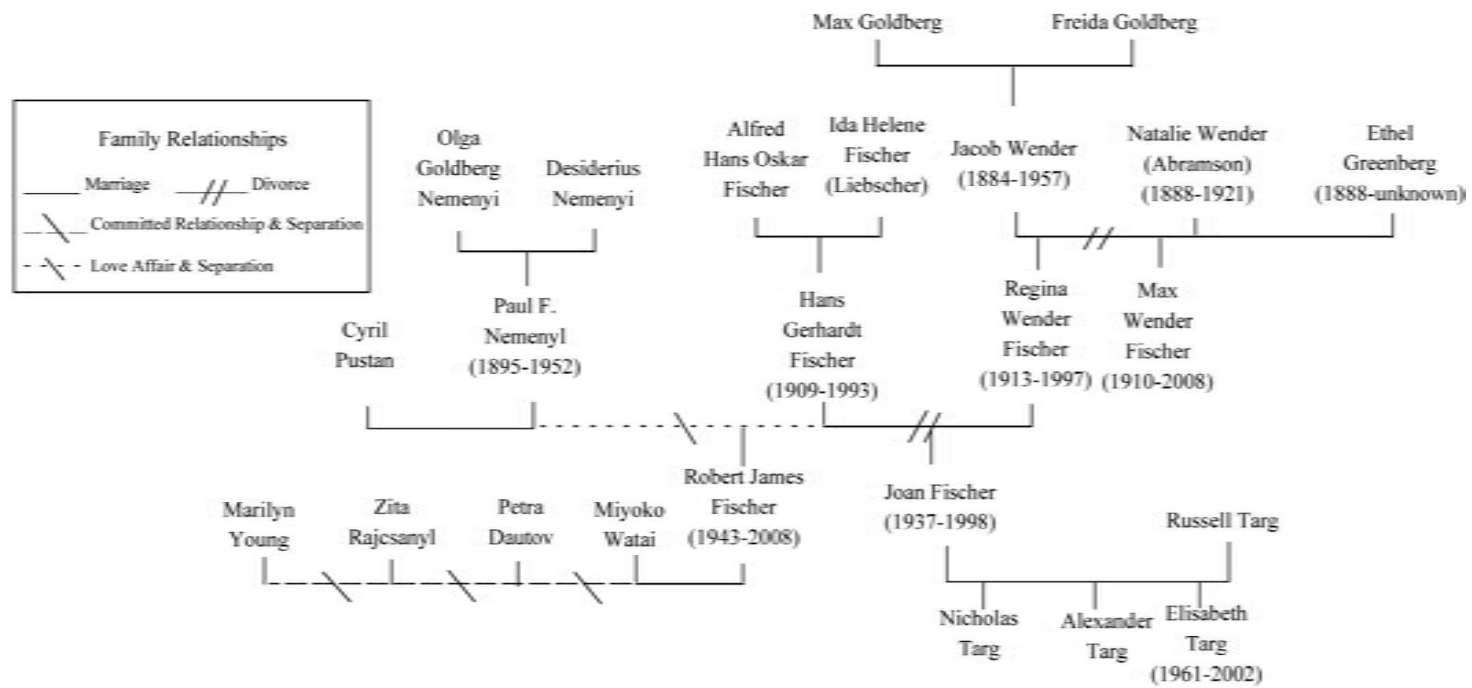 Max Goldberg
Freida Goldberg
Family Relationships
Marriage
Divorce
Committed Relationship & Separation
Love Affair & Separation
Olga
Goldberg
Nemenyi
Desiderius
Nemenyi
Alfred
Hans Oskar
Fischer
Ida Helene
Fischer
(Liebscher)
Jacob Wender
(1884-1957)
Natalie Wender
(Abramson)
(1888-1921)
Ethel
Greenberg
(1888-unknown)
Cyril
Pustan
Paul F.
Nemenyl
(1895-1952)
Hans
Gerhardt
Fischer
(1909-1993)
Regina
Wender
Fischer
(1913-1997)
Max
Wender
Fischer
(1910-2008)
Marilyn
Young
Zita
Rajcsanyl
Petra
Dautov
Miyoko
Watai
Robert James
Fischer
(1943-2008)
Joan Fischer
(1937-1998)
Russell Targ
Nicholas
Targ
Alexander
Targ
Elisabeth
Targ
(1961-2002)